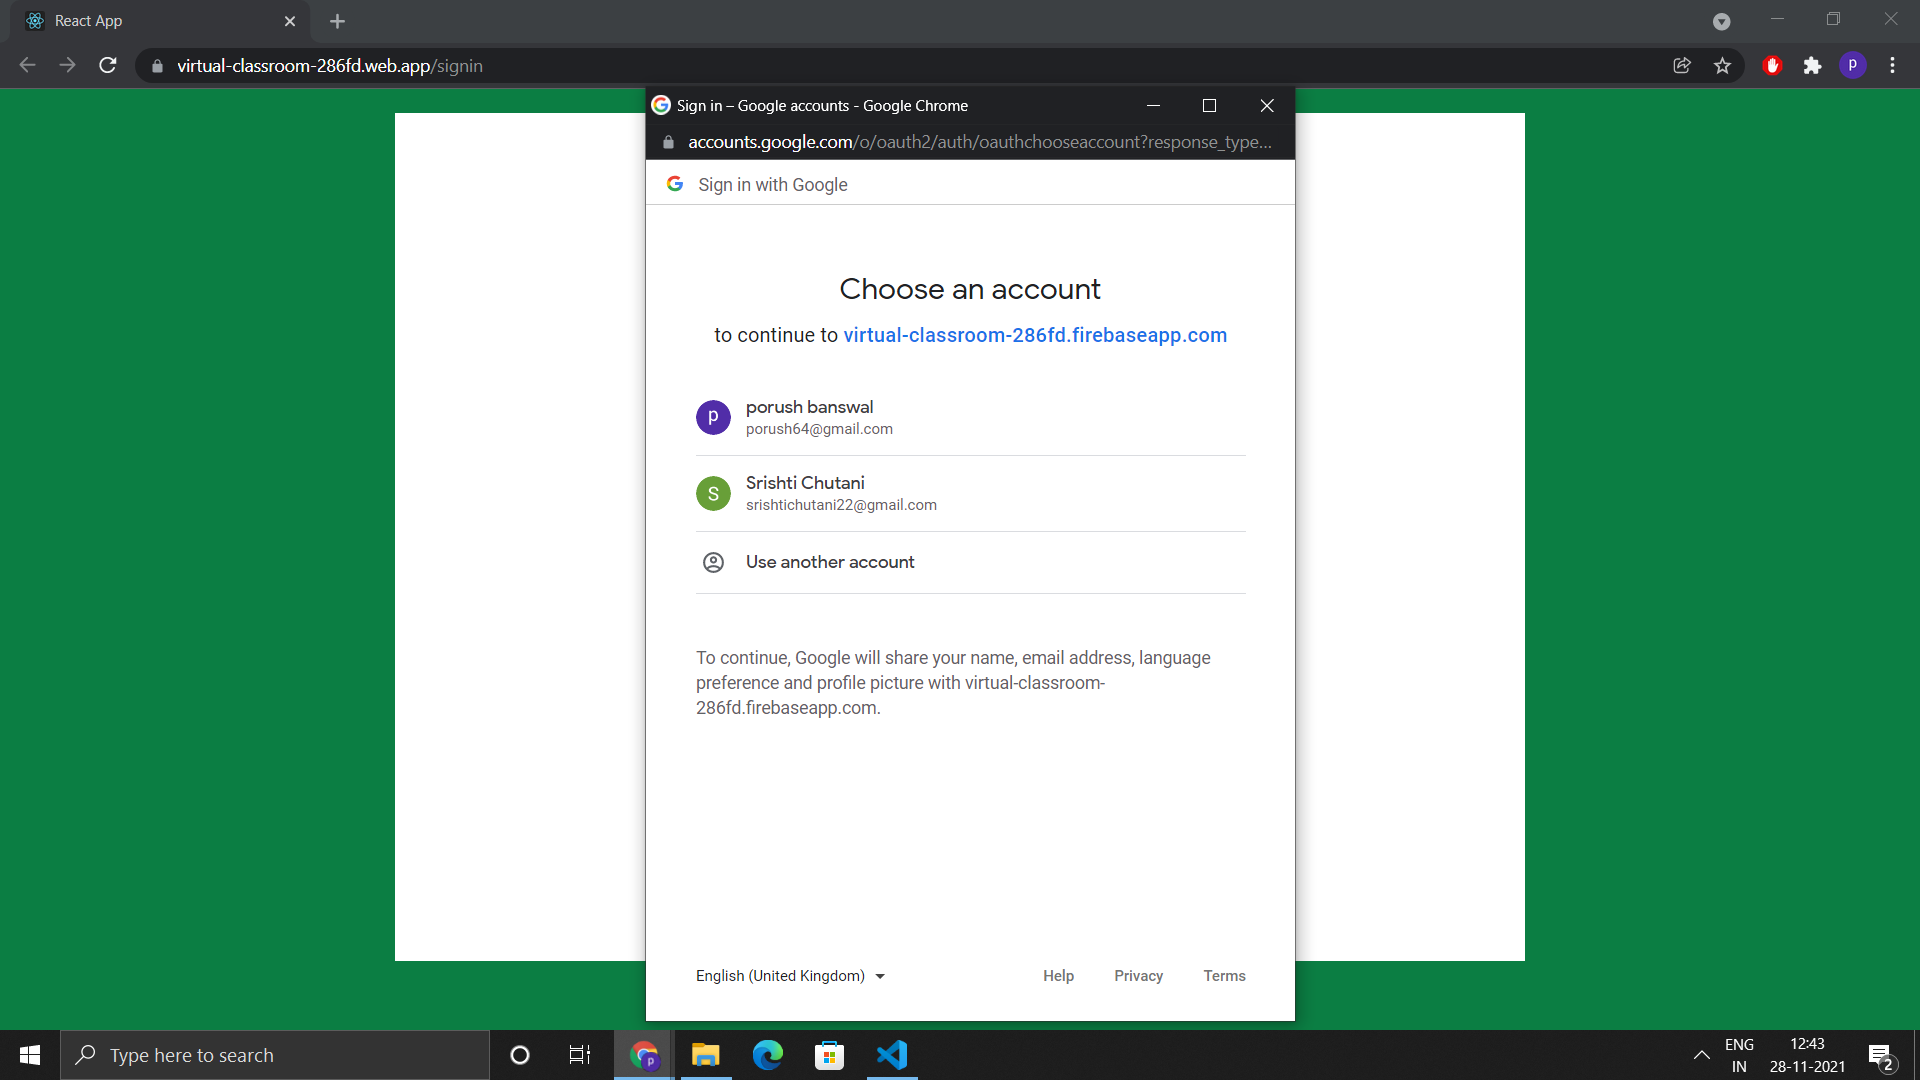 React App
virtual-classroom-286fd.web.app/signin
p
Sign in – Google accounts - Google Chrome
accounts.google.com/o/oauth2/auth/oauthchooseaccount?response_type...
Sign in with Google
Choose an account
to continue to virtual-classroom-286fd.firebaseapp.com
p
porush banswal
porush64@gmail.com
S
Srishti Chutani
srishtichutani22@gmail.com
Use another account
To continue, Google will share your name, email address, language
preference and profile picture with virtual-classroom-
286fd.firebaseapp.com.
English (United Kingdom)
Help
Privacy
Terms
Type here to search
p
ENG
IN
12:43
28-11-2021
2